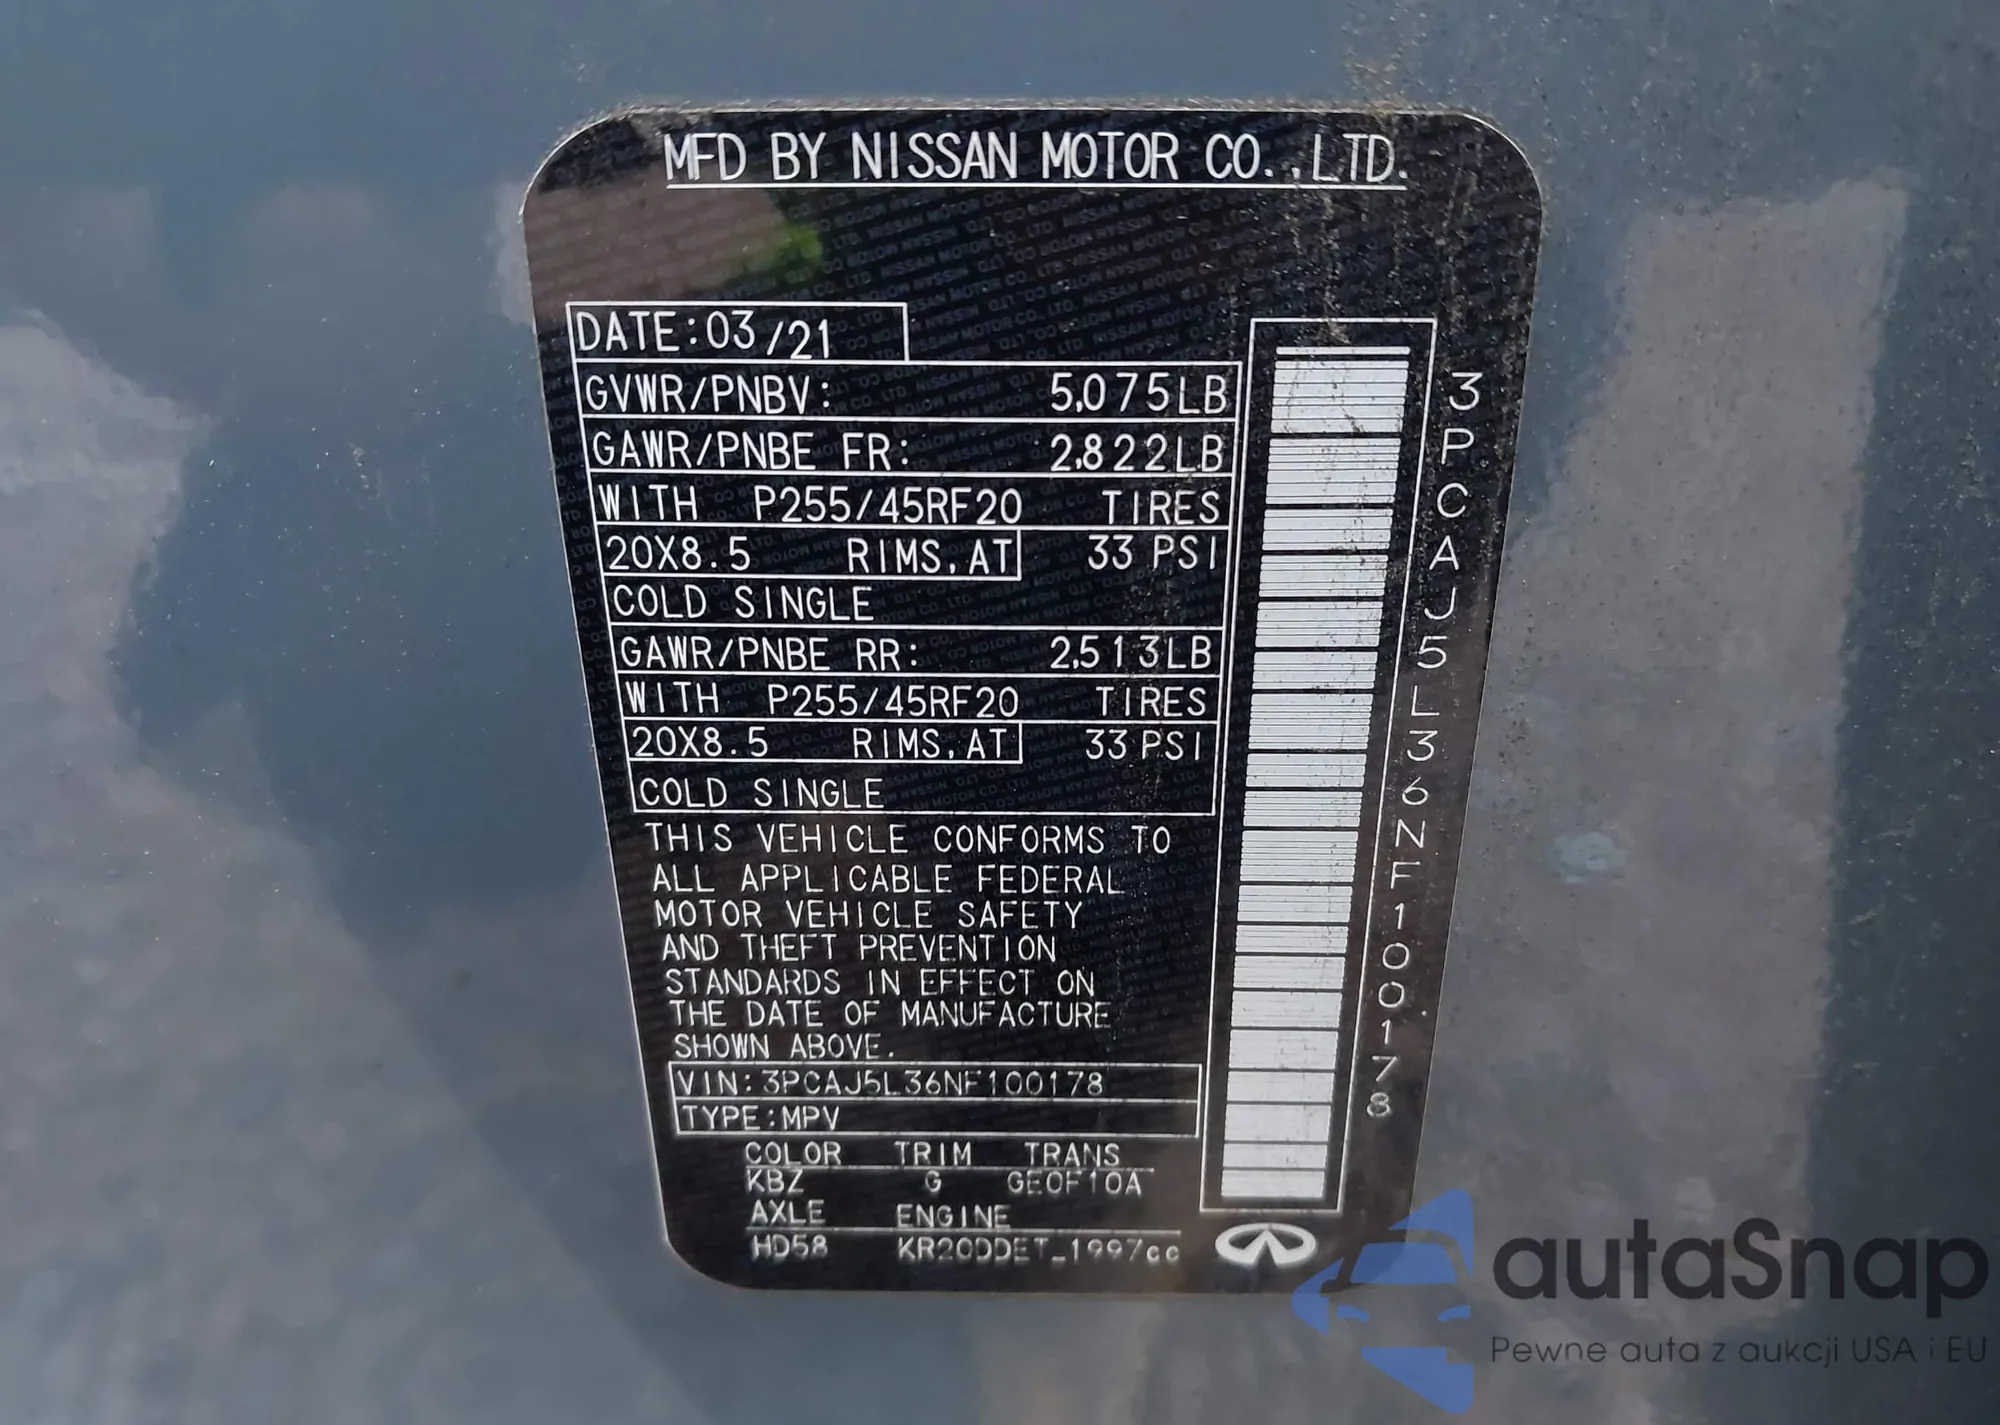 MFD BY NISSAN MOTOR CO.,LTD.
DATE:03/21
GVWR/PNBV: 5,075LB
GAWR/PNBE FR: 2,822LB
WITH P255/45RF20 TIRES
20X8.5 RIMS,AT 33 PSI
COLD SINGLE
GAWR/PNBE RR: 2,513LB
WITH P255/45RF20 TIRES
20X8.5 RIMS,AT 33 PSI
COLD SINGLE
THIS VEHICLE CONFORMS TO
ALL APPLICABLE FEDERAL
MOTOR VEHICLE SAFETY
AND THEFT PREVENTION
STANDARDS IN EFFECT ON
THE DATE OF MANUFACTURE
SHOWN ABOVE.
VIN:3PCAJ5L36NF100178
TYPE:MPV
COLOR TRIM TRANS
KBZ G GE0F10A
AXLE ENGINE
HD58 KR20DDET_1997cc
3PCAJ5L36NF100178
autaSnap
Pewne auta z aukcji USA i EU